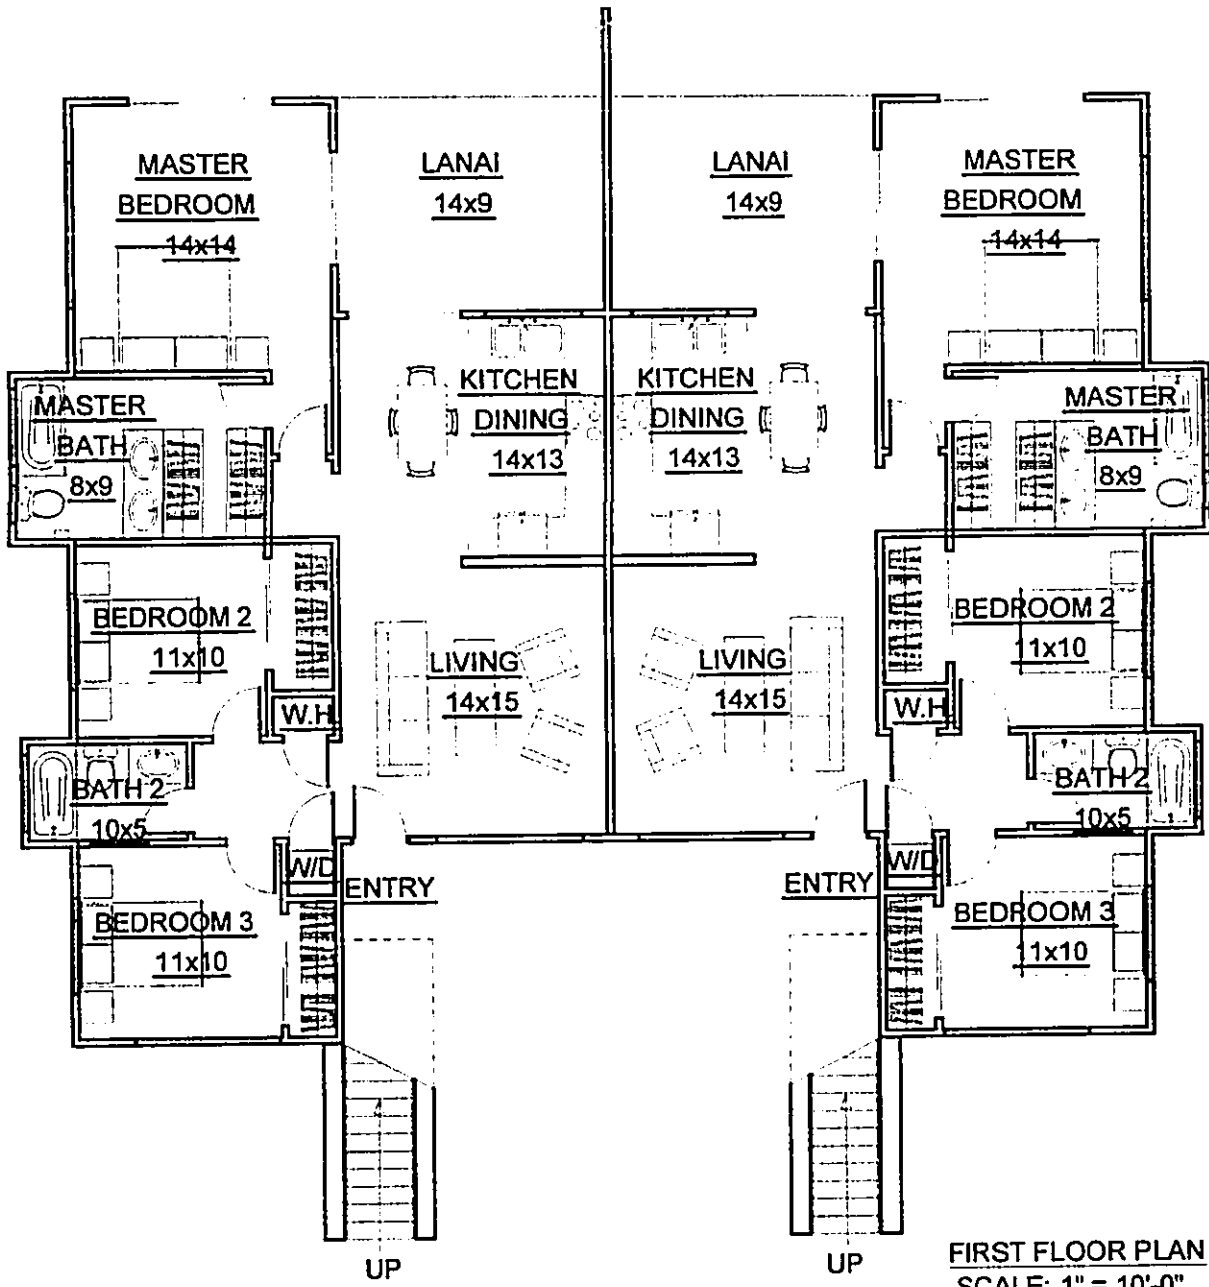 MASTER
BEDROOM
14x14
LANAI
14x9
LANAI
14x9
MASTER
BEDROOM
14x14
MASTER
BATH
8x9
KITCHEN
DINING
14x13
KITCHEN
DINING
14x13
MASTER
BATH
8x9
BEDROOM 2
11x10
LIVING
14x15
LIVING
14x15
BEDROOM 2
11x10
W.H
W.H
BATH 2
10x5
BATH 2
10x5
W/D
ENTRY
ENTRY
W/D
BEDROOM 3
11x10
BEDROOM 3
11x10
UP
UP
FIRST FLOOR PLAN
SCALE: 1" = 10'-0"